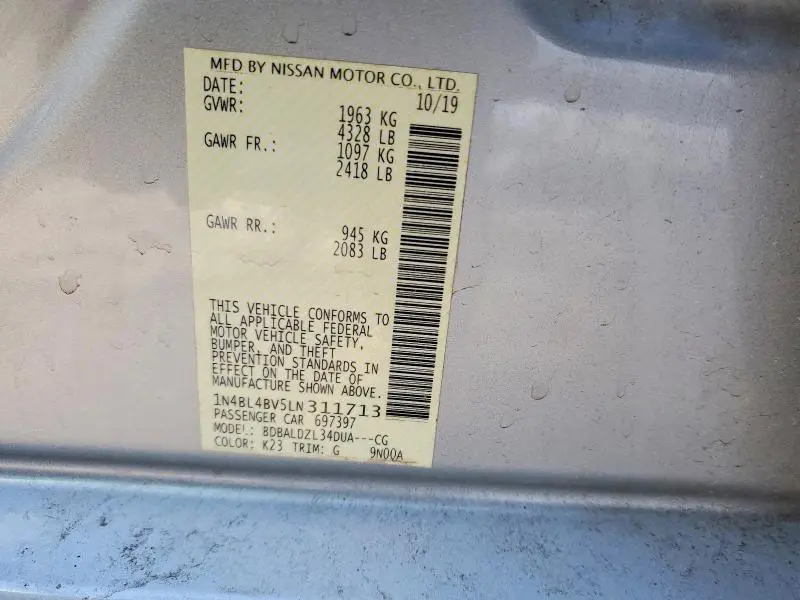 MFD BY NISSAN MOTOR CO., LTD.
DATE: 10/19
GVWR: 1963 KG
4328 LB
GAWR FR.: 1097 KG
2418 LB
GAWR RR.: 945 KG
2083 LB
THIS VEHICLE CONFORMS TO
ALL APPLICABLE FEDERAL
MOTOR VEHICLE SAFETY,
BUMPER, AND THEFT
PREVENTION STANDARDS IN
EFFECT ON THE DATE OF
MANUFACTURE SHOWN ABOVE.
1N4BL4BV5LN311713
PASSENGER CAR 697397
MODEL: BDBALDZL34DUA---CG
COLOR: K23 TRIM: G 9N00A